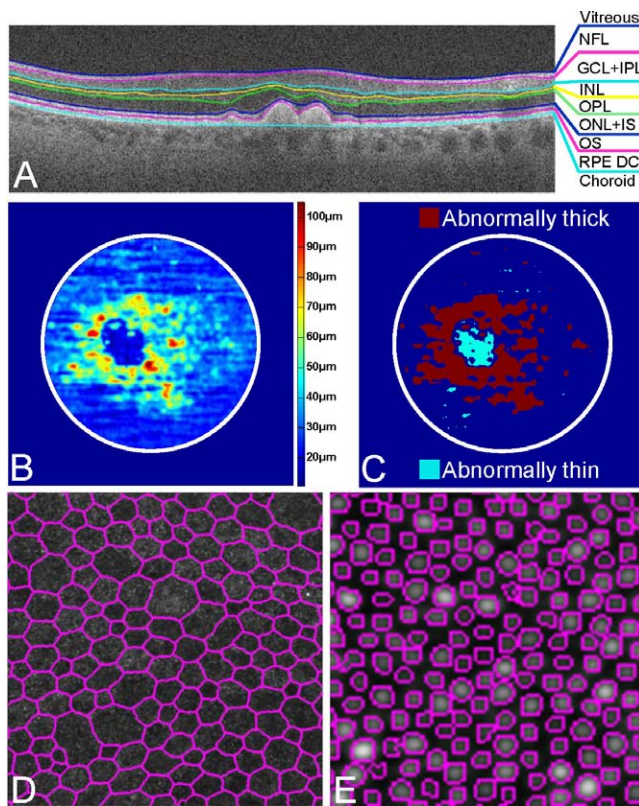 Vitreous
NFL
GCL+IPL
INL
OPL
ONL+IS
OS
RPE DC
Choroid
A
100µm
90µm
80µm
70µm
60µm
50µm
40µm
30µm
20µm
B
Abnormally thick
Abnormally thin
C
D
E